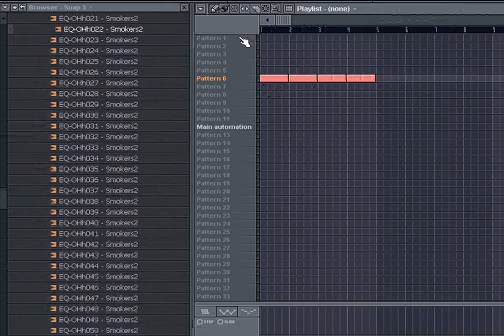 Browser - Snap 3
EQ-OHh021 - Smokers2
EQ-OHh022 - Smokers2
EQ-OHh023 - Smokers2
EQ-OHh024 - Smokers2
EQ-OHh025 - Smokers2
EQ-OHh026 - Smokers2
EQ-OHh027 - Smokers2
EQ-OHh028 - Smokers2
EQ-OHh029 - Smokers2
EQ-OHh030 - Smokers2
EQ-OHh031 - Smokers2
EQ-OHh032 - Smokers2
EQ-OHh033 - Smokers2
EQ-OHh034 - Smokers2
EQ-OHh035 - Smokers2
EQ-OHh036 - Smokers2
EQ-OHh037 - Smokers2
EQ-OHh038 - Smokers2
EQ-OHh039 - Smokers2
EQ-OHh040 - Smokers2
EQ-OHh041 - Smokers2
EQ-OHh042 - Smokers2
EQ-OHh043 - Smokers2
EQ-OHh044 - Smokers2
EQ-OHh045 - Smokers2
EQ-OHh046 - Smokers2
EQ-OHh047 - Smokers2
EQ-OHh048 - Smokers2
EQ-OHh049 - Smokers2
EQ-OHh050 - Smokers2
Playlist - (none)
2 3 4 5 6 7 8 9
Pattern 1
Pattern 2
Pattern 3
Pattern 4
Pattern 5
Pattern 6
Pattern 7
Pattern 8
Pattern 9
Pattern 10
Pattern 11
Main automation
Pattern 13
Pattern 14
Pattern 15
Pattern 16
Pattern 17
Pattern 18
Pattern 19
Pattern 20
Pattern 21
Pattern 22
Pattern 23
Pattern 24
Pattern 25
Pattern 26
Pattern 27
Pattern 28
Pattern 29
Pattern 30
Pattern 31
Pattern 32
Pattern 33
STEP SLIDE